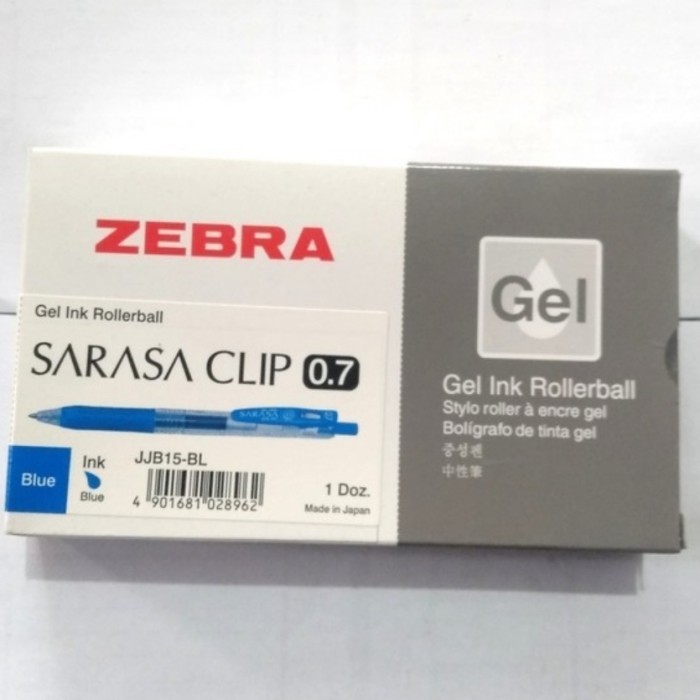 ZEBRA
Gel Ink Rollerball
SARASA CLIP 0.7
SARASA
Blue
Ink
Blue
JJB15-BL
4 901681 028962
1 Doz.
Made in Japan
Gel
Gel Ink Rollerball
Stylo roller à encre gel
Bolígrafo de tinta gel
중성펜
中性筆